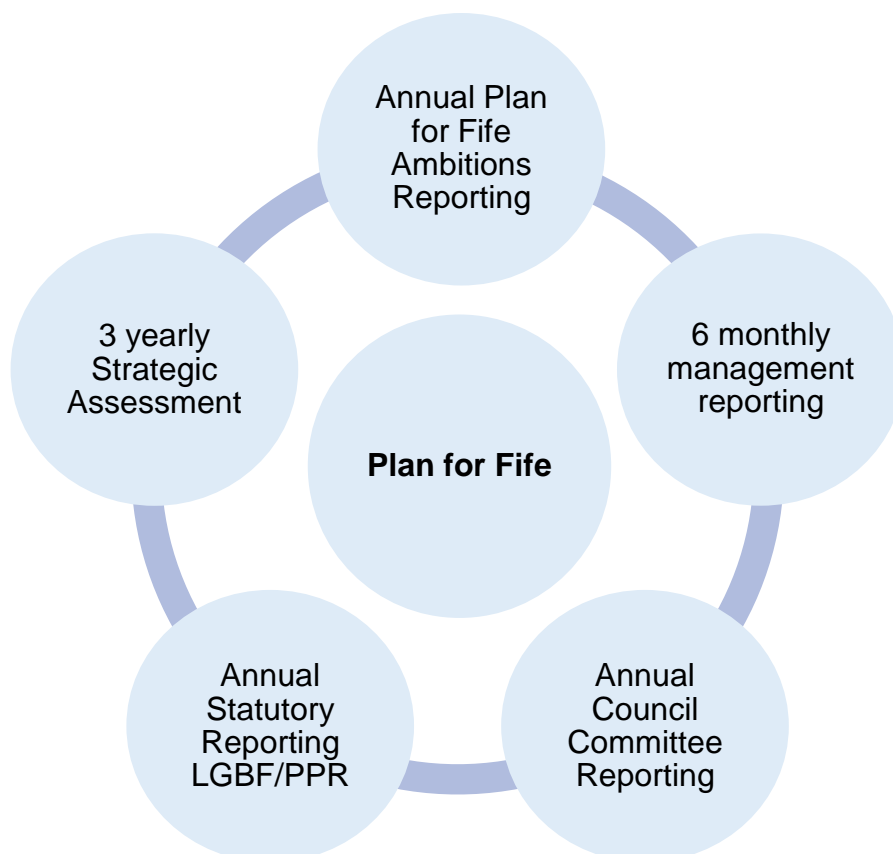 Annual Plan
for Fife
Ambitions
Reporting
6 monthly
management
reporting
Annual
Council
Committee
Reporting
Annual
Statutory
Reporting
LGBF/PPR
3 yearly
Strategic
Assessment
Plan for Fife